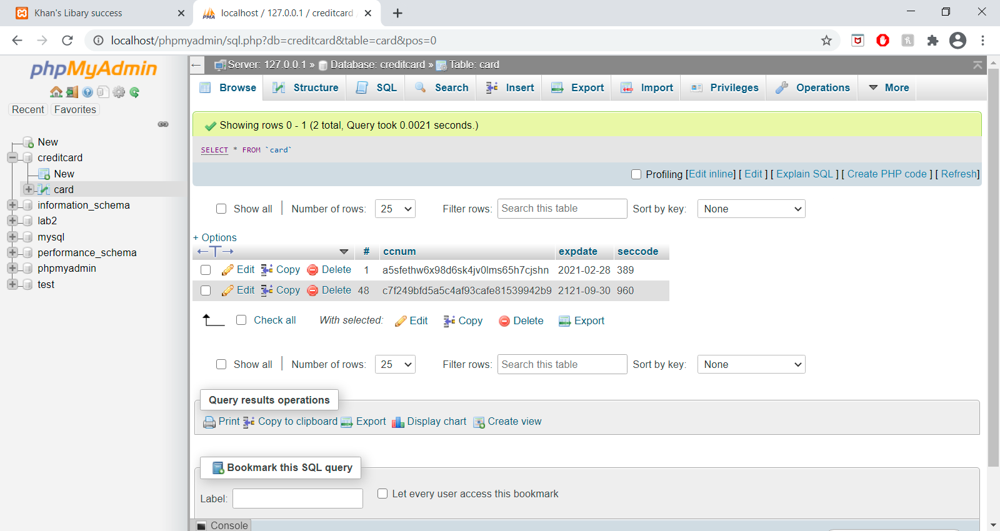 Khan's Libary success
localhost / 127.0.0.1 / creditcard
localhost/phpmyadmin/sql.php?db=creditcard&table=card&pos=0
phpMyAdmin
Recent Favorites
New
creditcard
New
card
information_schema
lab2
mysql
performance_schema
phpmyadmin
test
Server: 127.0.0.1 » Database: creditcard » Table: card
Browse Structure SQL Search Insert Export Import Privileges Operations More
Showing rows 0 - 1 (2 total, Query took 0.0021 seconds.)
SELECT * FROM `card`
Profiling [Edit inline] [ Edit ] [ Explain SQL ] [ Create PHP code ] [ Refresh]
Show all Number of rows: 25 Filter rows: Search this table Sort by key: None
+ Options
# ccnum expdate seccode
Edit Copy Delete 1 a5sfethw6x98d6sk4jv0lms65h7cjshn 2021-02-28 389
Edit Copy Delete 48 c7f249bfd5a5c4af93cafe81539942b9 2121-09-30 960
Check all With selected: Edit Copy Delete Export
Show all Number of rows: 25 Filter rows: Search this table Sort by key: None
Query results operations
Print Copy to clipboard Export Display chart Create view
Bookmark this SQL query
Label: Let every user access this bookmark
Console